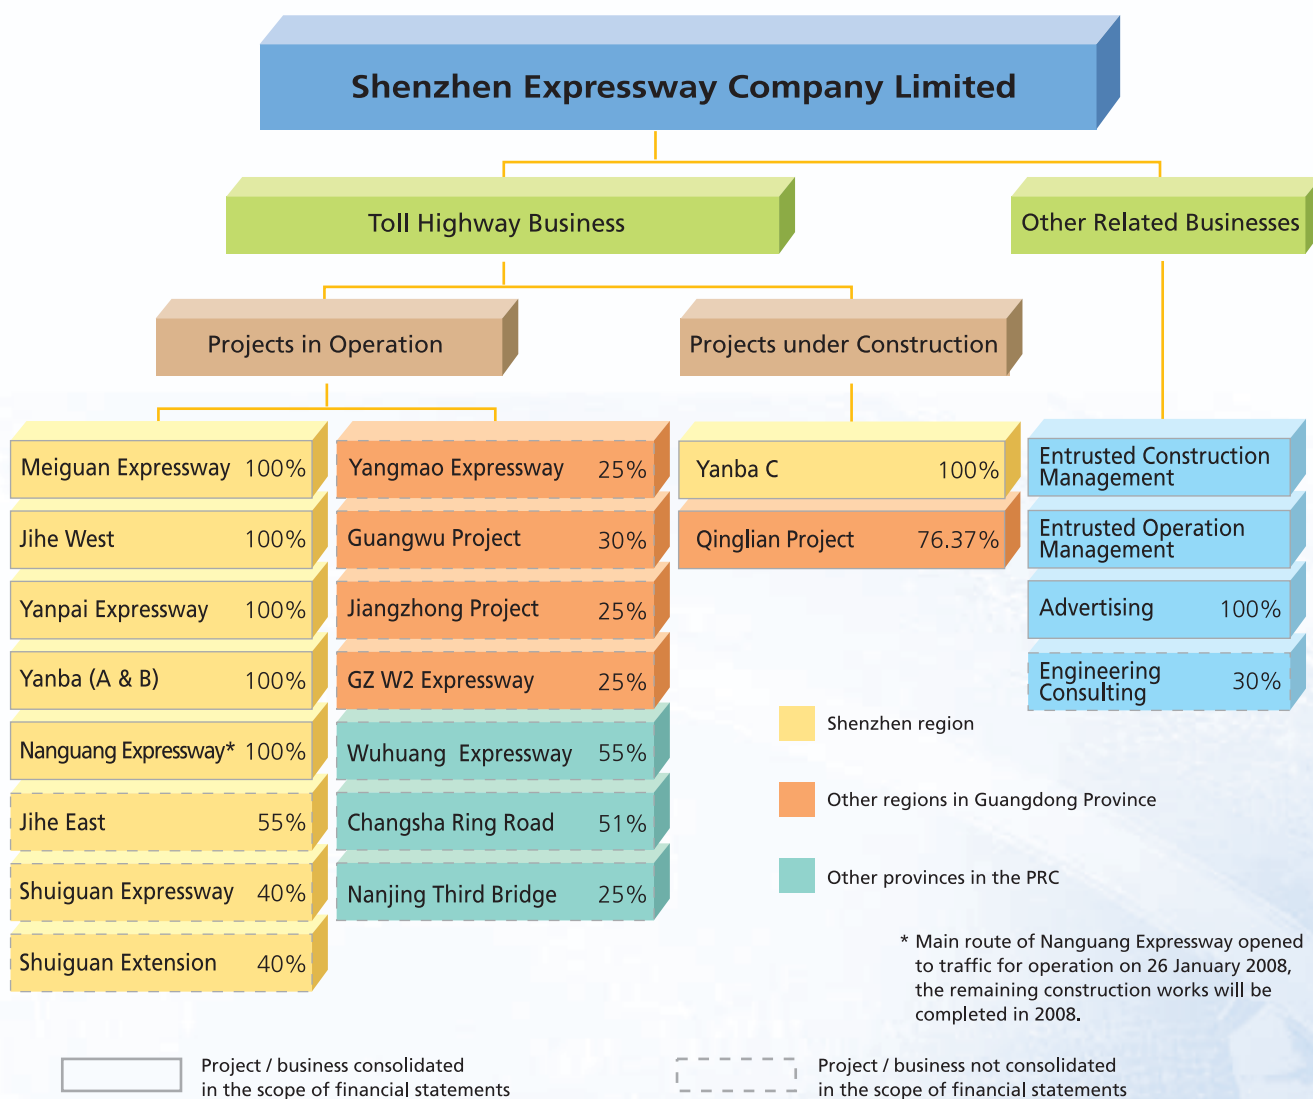 Shenzhen Expressway Company Limited
Toll Highway Business
Other Related Businesses
Projects in Operation
Projects under Construction
Meiguan Expressway 100%
Jihe West 100%
Yanpai Expressway 100%
Yanba (A & B) 100%
Nanguang Expressway* 100%
Jihe East 55%
Shuiguan Expressway 40%
Shuiguan Extension 40%
Yangmao Expressway 25%
Guangwu Project 30%
Jiangzhong Project 25%
GZ W2 Expressway 25%
Wuhuang Expressway 55%
Changsha Ring Road 51%
Nanjing Third Bridge 25%
Yanba C 100%
Qinglian Project 76.37%
Entrusted Construction
Management
Entrusted Operation
Management
Advertising 100%
Engineering
Consulting 30%
Shenzhen region
Other regions in Guangdong Province
Other provinces in the PRC
* Main route of Nanguang Expressway opened
to traffic for operation on 26 January 2008,
the remaining construction works will be
completed in 2008.
Project / business consolidated
in the scope of financial statements
Project / business not consolidated
in the scope of financial statements